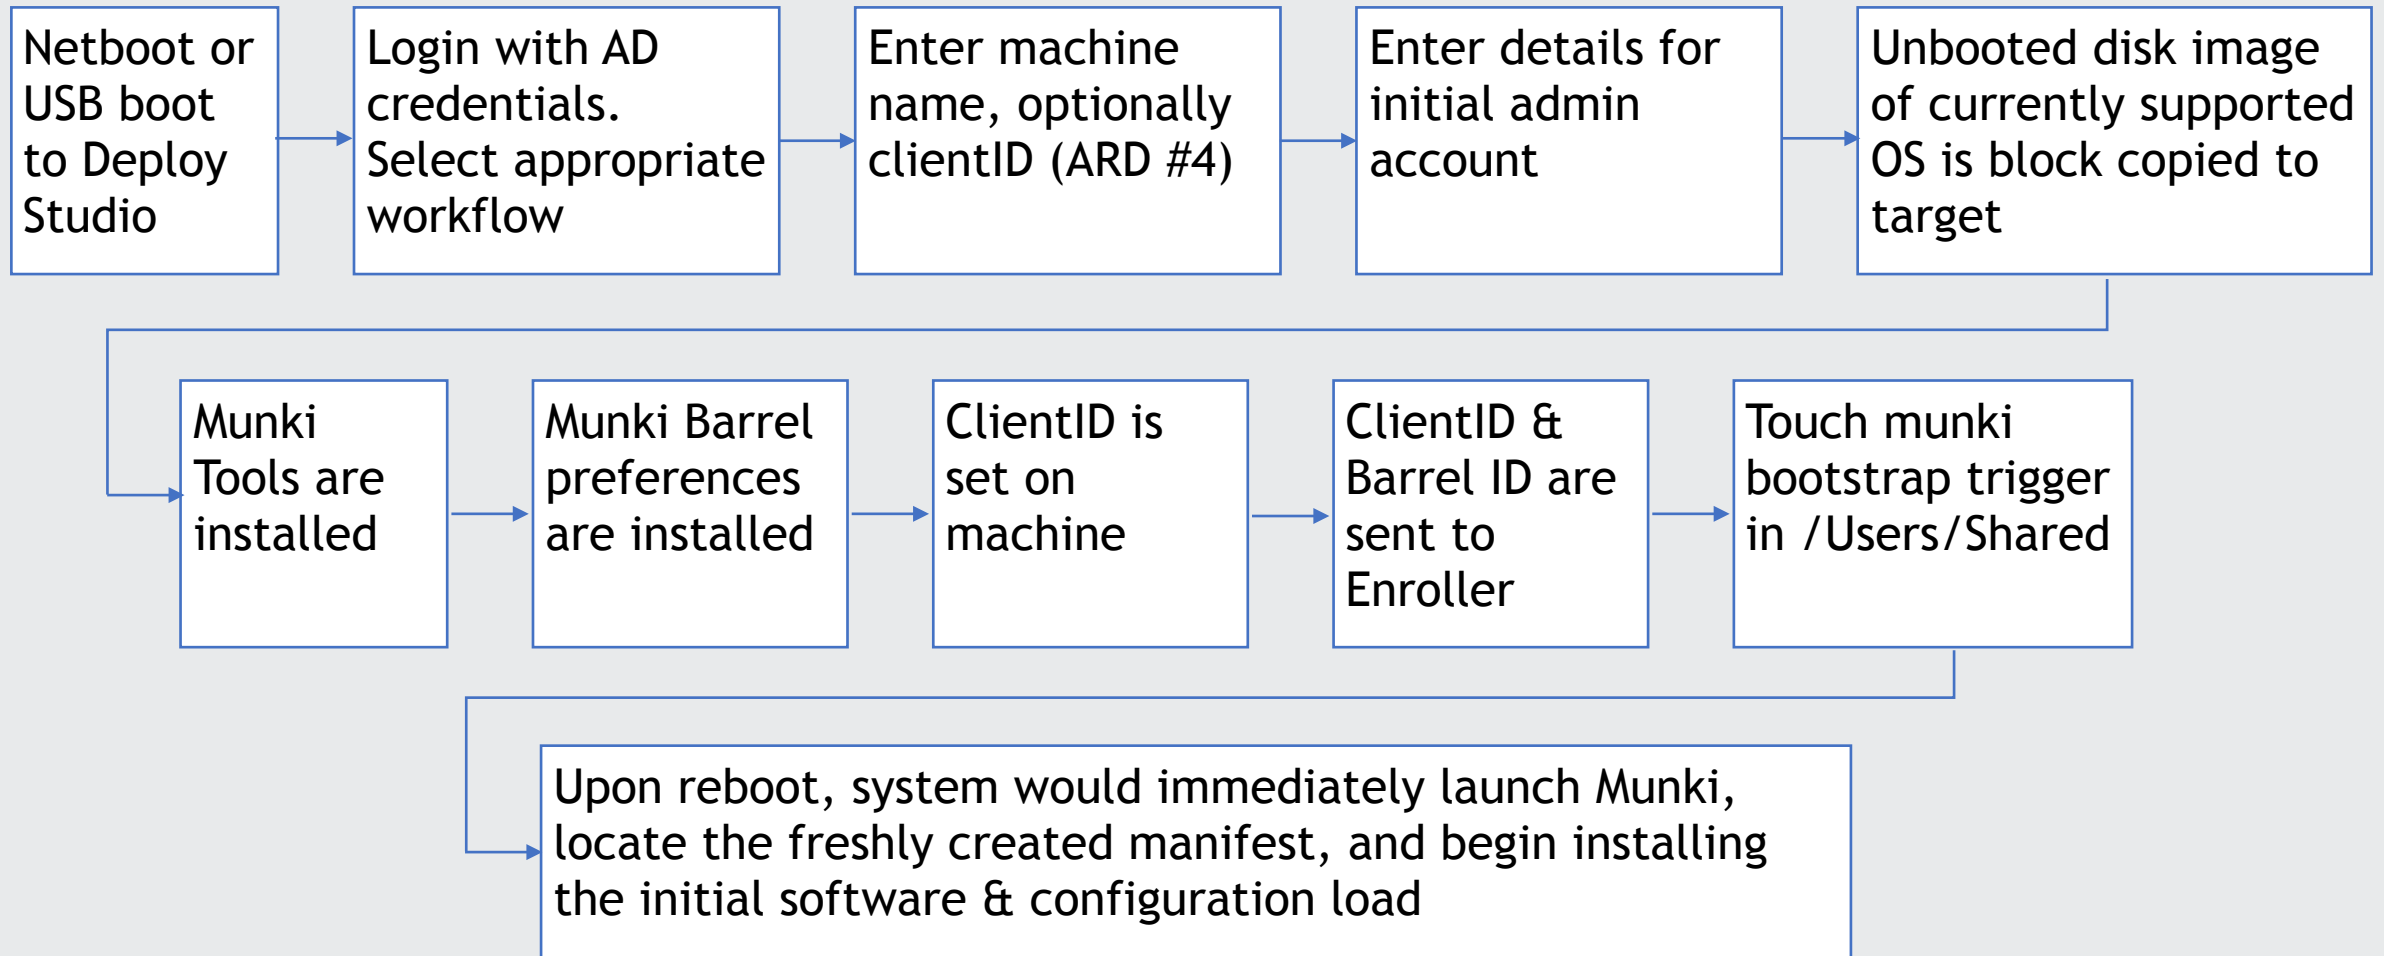 Netboot or
USB boot
to Deploy
Studio
Login with AD
credentials.
Select appropriate
workflow
Enter machine
name, optionally
clientID (ARD #4)
Enter details for
initial admin
account
Unbooted disk image
of currently supported
OS is block copied to
target
Munki
Tools are
installed
Munki Barrel
preferences
are installed
ClientID is
set on
machine
ClientID &
Barrel ID are
sent to
Enroller
Touch munki
bootstrap trigger
in /Users/Shared
Upon reboot, system would immediately launch Munki,
locate the freshly created manifest, and begin installing
the initial software & configuration load